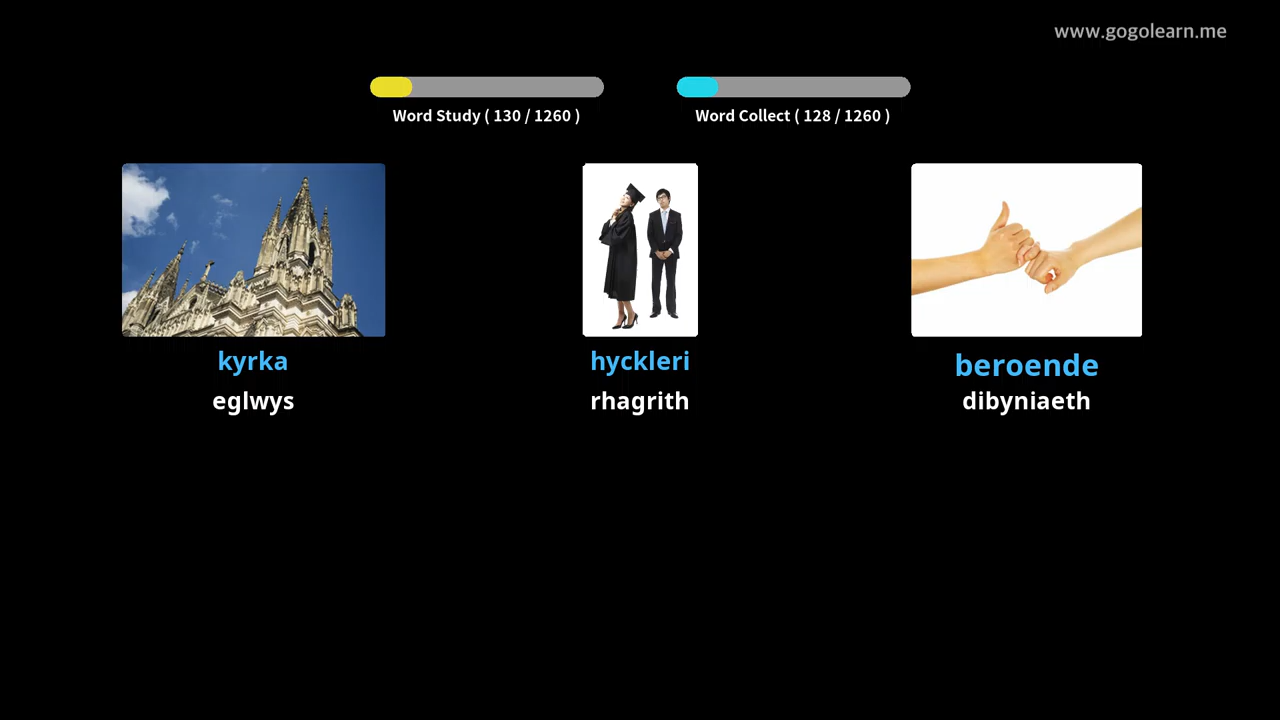 www.gogolearn.me
Word Study ( 130 / 1260 )
Word Collect ( 128 / 1260 )
kyrka
hyckleri
beroende
eglwys
rhagrith
dibyniaeth